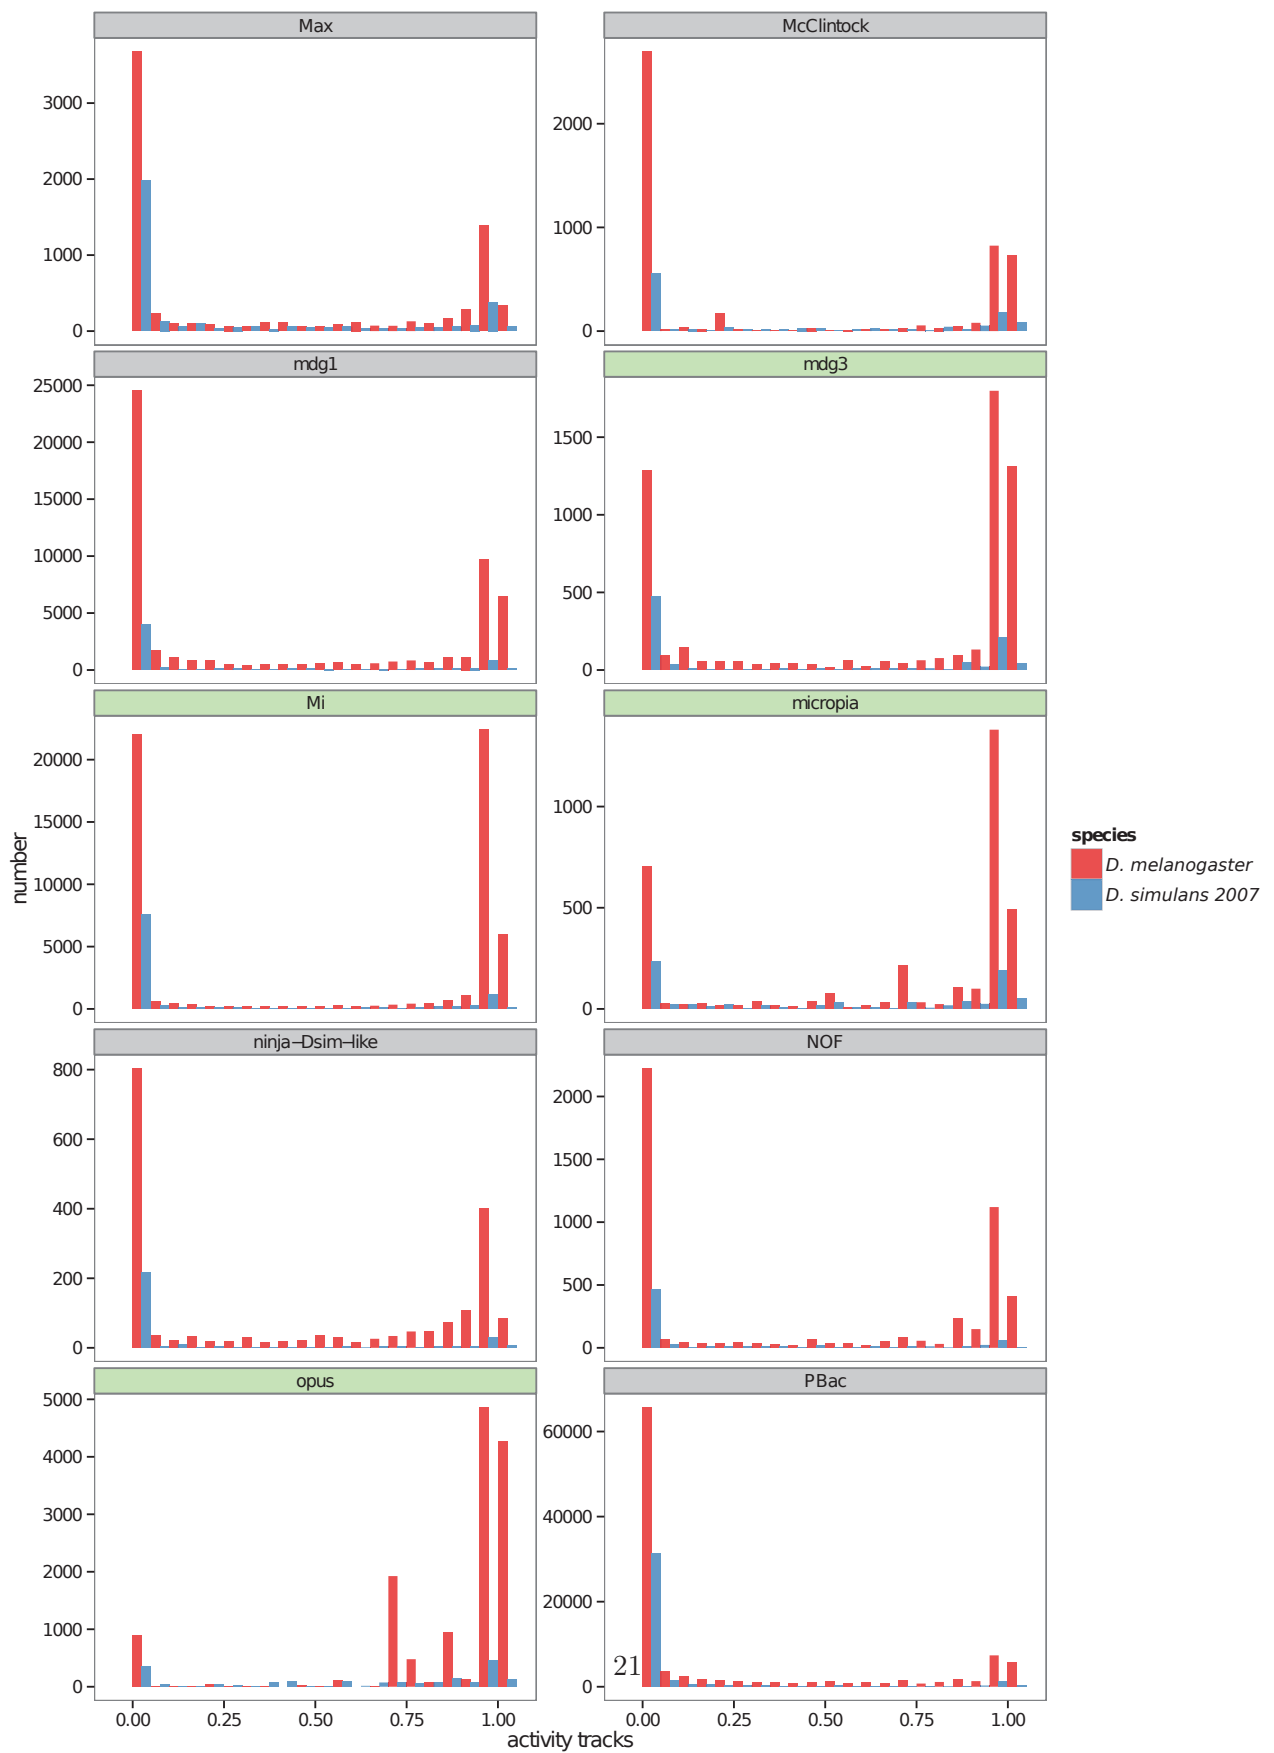 Max
McClintock
3000
2000
1000
0
2000
1000
0
mdg1
mdg3
25000
20000
15000
10000
5000
0
1500
1000
500
0
Mi
micropia
20000
15000
10000
5000
0
1000
500
0
number
species
D. melanogaster
D. simulans 2007
ninja−Dsim−like
NOF
800
600
400
200
0
2000
1500
1000
500
0
opus
PBac
5000
4000
3000
2000
1000
0
60000
40000
20000
0
21
0.00 0.25 0.50 0.75 1.00
0.00 0.25 0.50 0.75 1.00
activity tracks